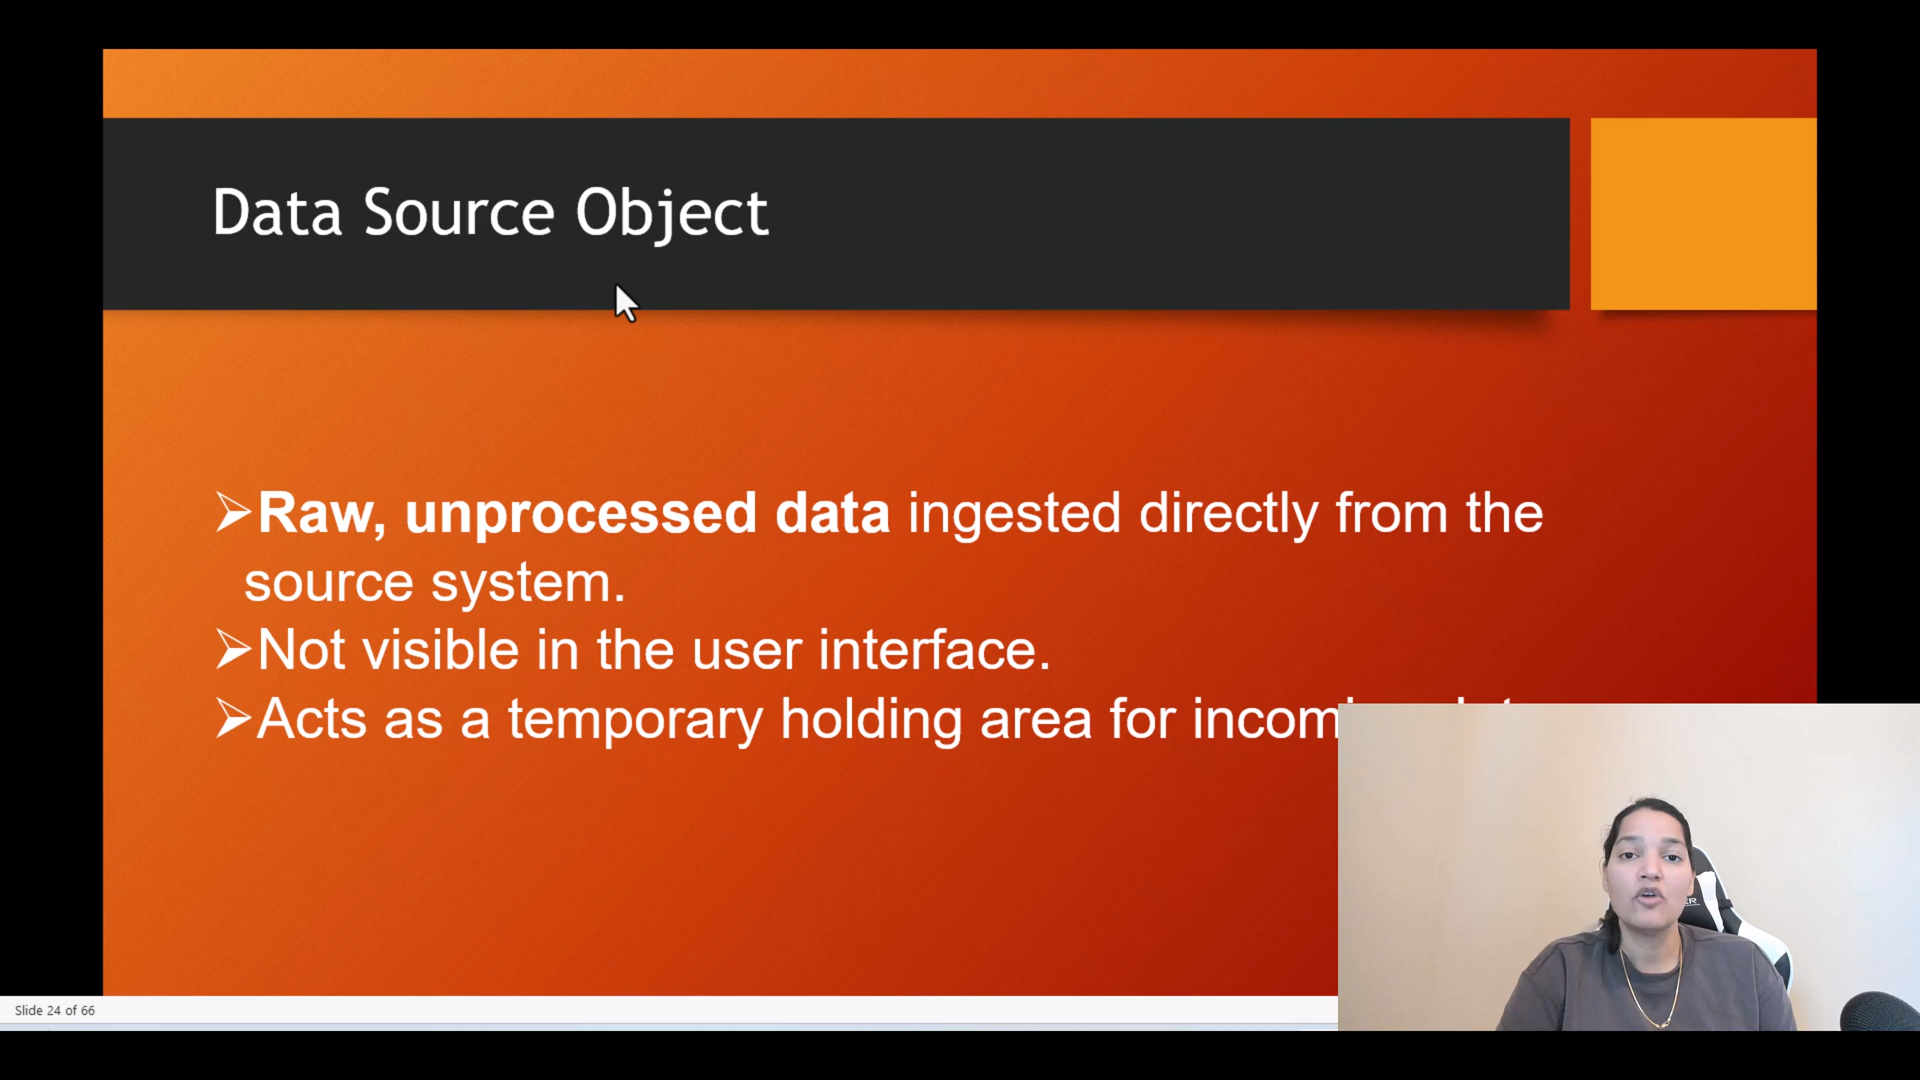 Data Source Object
➢Raw, unprocessed data ingested directly from the
source system.
➢Not visible in the user interface.
➢Acts as a temporary holding area for
Slide 24 of 66
ER